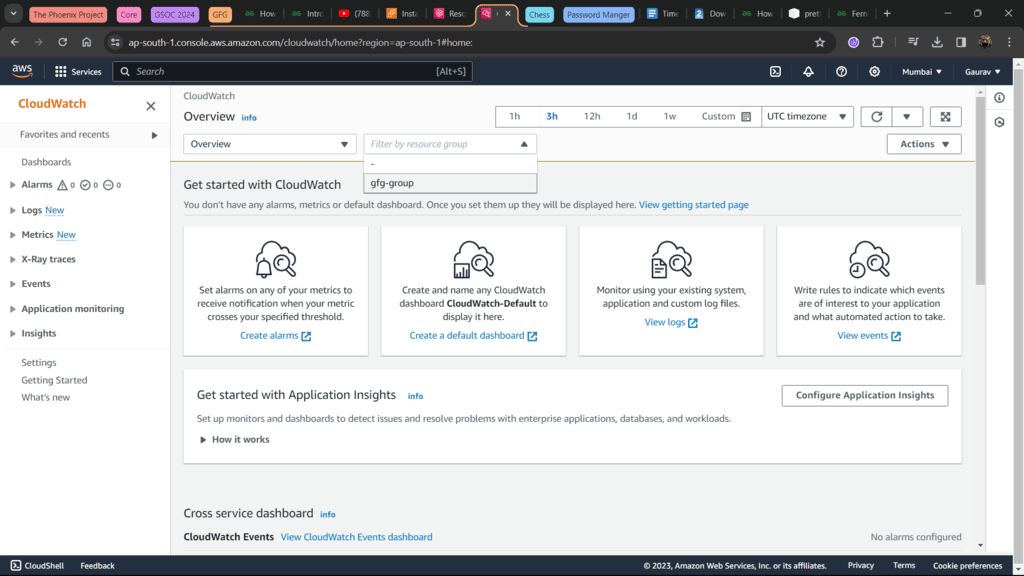 The Phoenix Project
Core
GSOC 2024
GFG
How
Intro
(788
Inst
Reso
Chess
Password Manger
Time
Dow
How
pret
Ferr
ap-south-1.console.aws.amazon.com/cloudwatch/home?region=ap-south-1#home:
aws
Services
Search
[Alt+S]
Mumbai
Gaurav
CloudWatch
Favorites and recents
Dashboards
Alarms 0 0 0
Logs New
Metrics New
X-Ray traces
Events
Application monitoring
Insights
Settings
Getting Started
What's new
CloudWatch
Overview info
1h 3h 12h 1d 1w Custom UTC timezone
Overview
Filter by resource group
Actions
-
gfg-group
Get started with CloudWatch
You don't have any alarms, metrics or default dashboard. Once you set them up they will be displayed here. View getting started page
Set alarms on any of your metrics to
receive notification when your metric
crosses your specified threshold.
Create alarms
Create and name any CloudWatch
dashboard CloudWatch-Default to
display it here.
Create a default dashboard
Monitor using your existing system,
application and custom log files.
View logs
Write rules to indicate which events
are of interest to your application
and what automated action to take.
View events
Get started with Application Insights info
Configure Application Insights
Set up monitors and dashboards to detect issues and resolve problems with enterprise applications, databases, and workloads.
How it works
Cross service dashboard info
CloudWatch Events View CloudWatch Events dashboard
No alarms configured
CloudShell
Feedback
© 2023, Amazon Web Services, Inc. or its affiliates.
Privacy
Terms
Cookie preferences